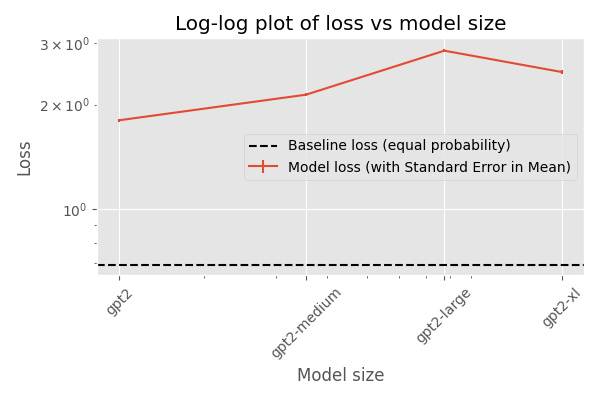 Log-log plot of loss vs model size
3 × 10⁰
2 × 10⁰
10⁰
Loss
Baseline loss (equal probability)
Model loss (with Standard Error in Mean)
gpt2
gpt2-medium
gpt2-large
gpt2-xl
Model size